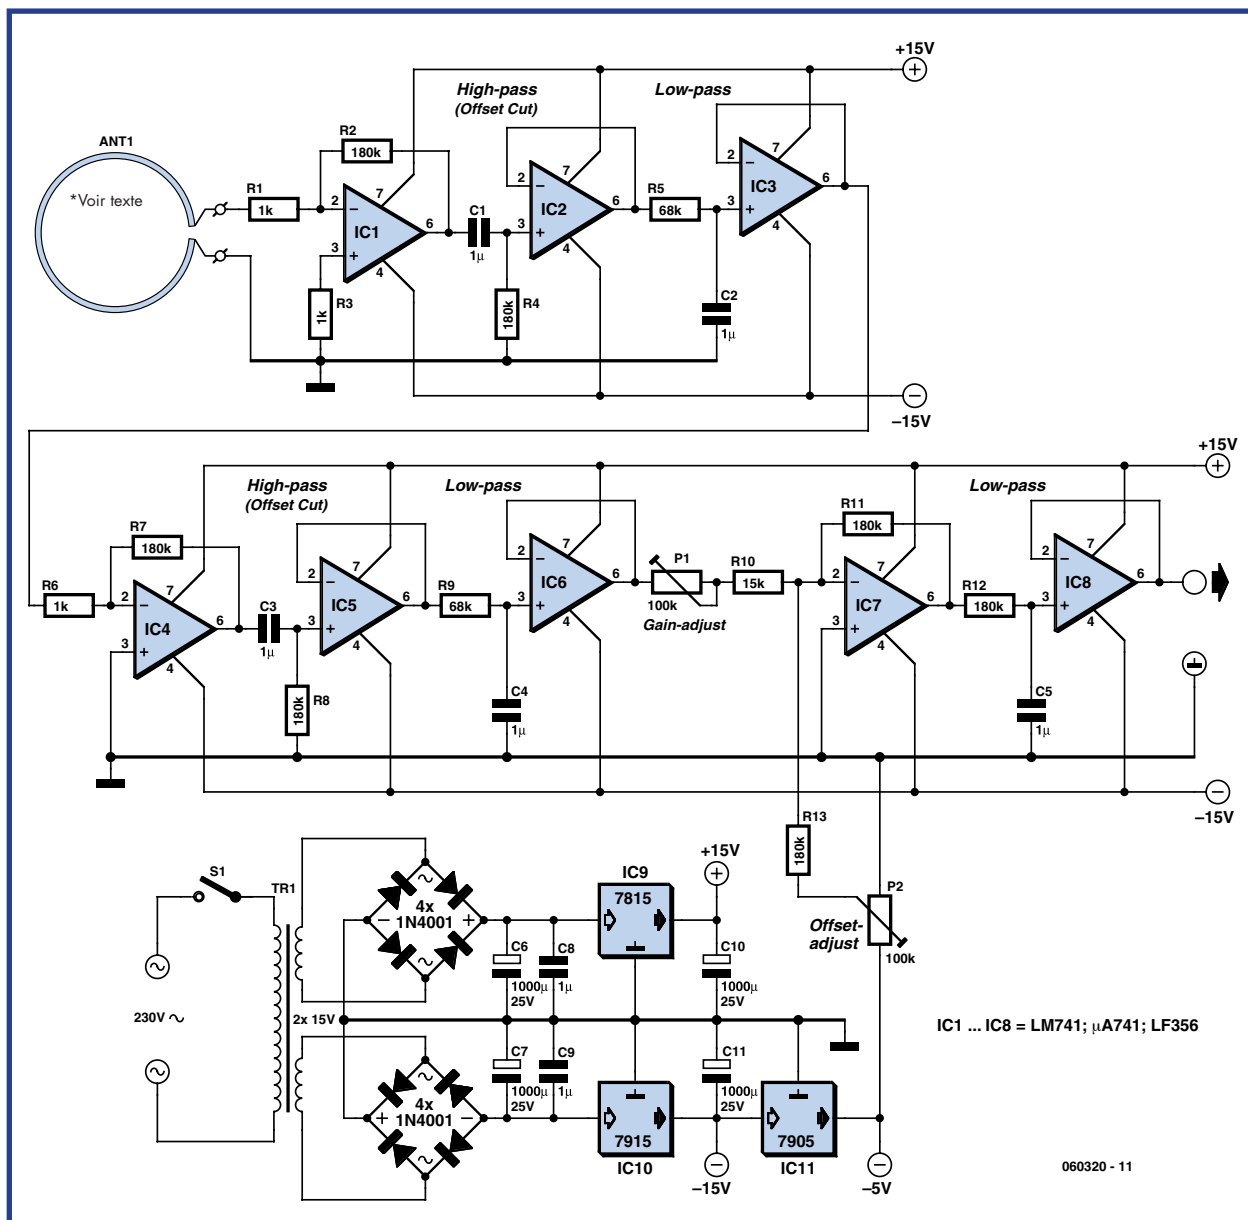 +15V
High-pass
(Offset Cut)
Low-pass
ANT1
*Voir texte
R1
1k
R2
180k
2
3
7
6
4
IC1
R3
1k
C1
1µ
R4
180k
2
3
7
6
4
IC2
R5
68k
C2
1µ
2
3
7
6
4
IC3
–15V
+15V
High-pass
(Offset Cut)
Low-pass
Low-pass
R6
1k
R7
180k
2
3
7
6
4
IC4
C3
1µ
R8
180k
2
3
7
6
4
IC5
R9
68k
C4
1µ
2
3
7
6
4
IC6
P1
100k
Gain-adjust
R10
15k
R11
180k
2
3
7
6
4
IC7
R12
180k
C5
1µ
2
3
7
6
4
IC8
–15V
R13
180k
P2
100k
Offset-
adjust
S1
TR1
230V
2x 15V
4x
1N4001
– +
C6
1000µ
25V
C8
1µ
IC9
7815
+15V
C10
1000µ
25V
4x
1N4001
+ –
C7
1000µ
25V
C9
1µ
7915
IC10
C11
1000µ
25V
–15V
7905
IC11
–5V
IC1 ... IC8 = LM741; µA741; LF356
060320 - 11